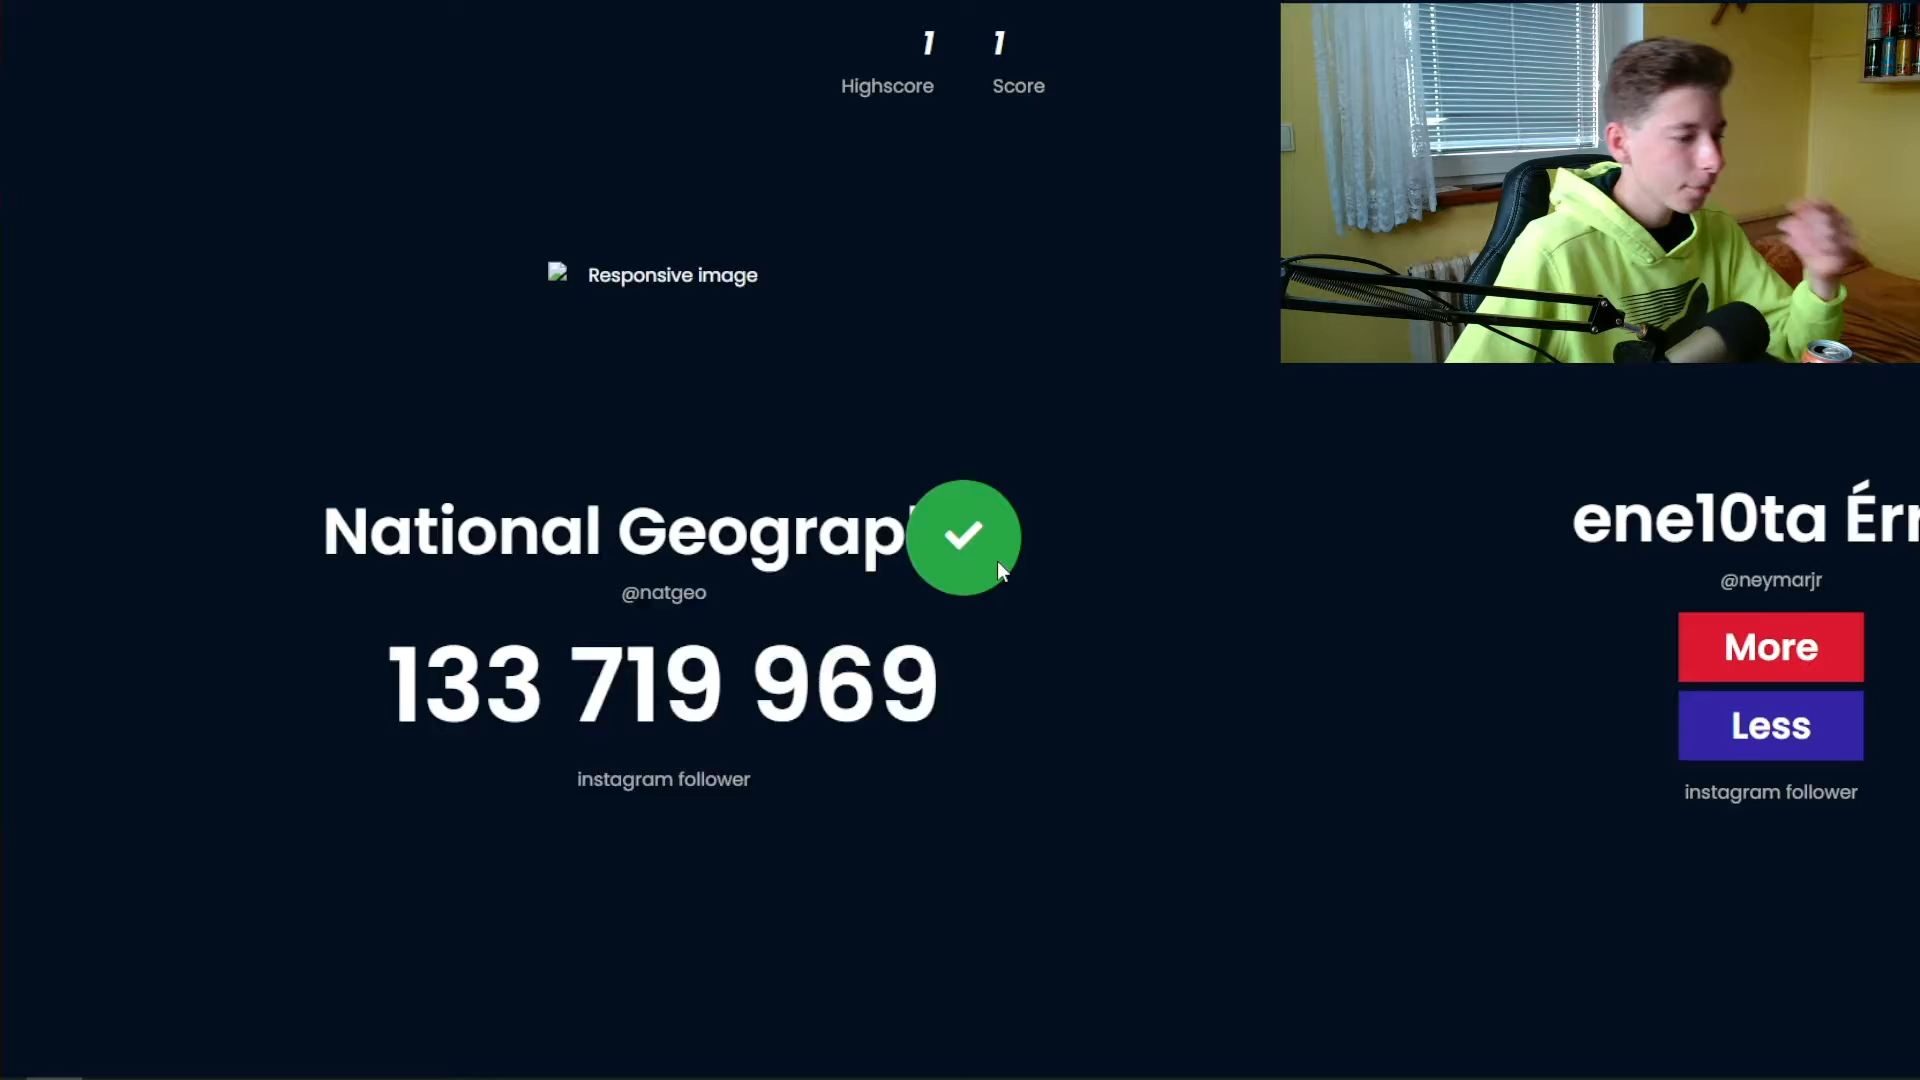 1
Highscore
1
Score
Responsive image
National Geograp
@natgeo
133 719 969
instagram follower
ene10ta Érr
@neymarjr
More
Less
instagram follower